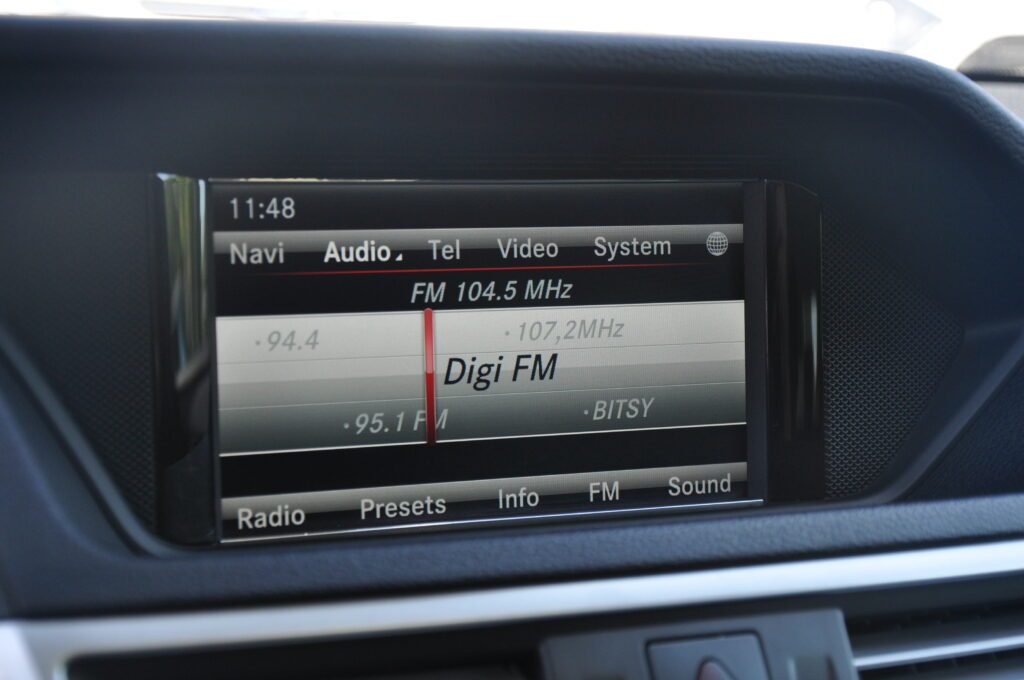 11:48
Navi Audio Tel Video System
FM 104.5 MHz
·94.4 ·107,2MHz
Digi FM
·95.1 FM ·BITSY
Radio Presets Info FM Sound